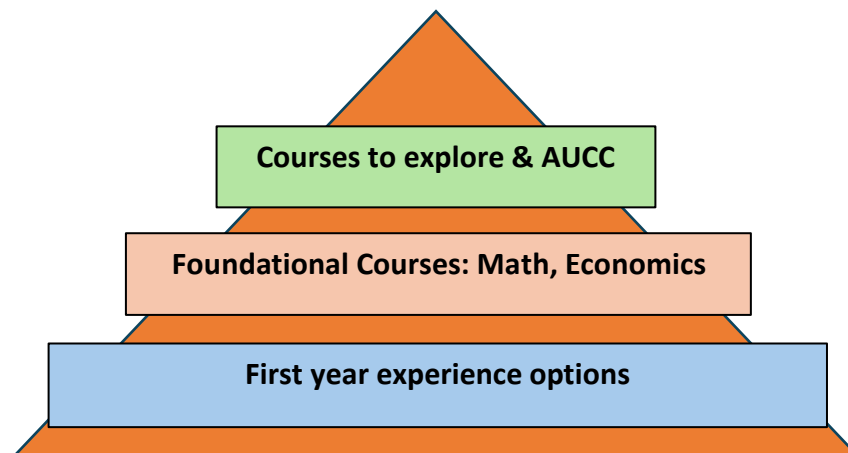 Courses to explore & AUCC
Foundational Courses: Math, Economics
First year experience options